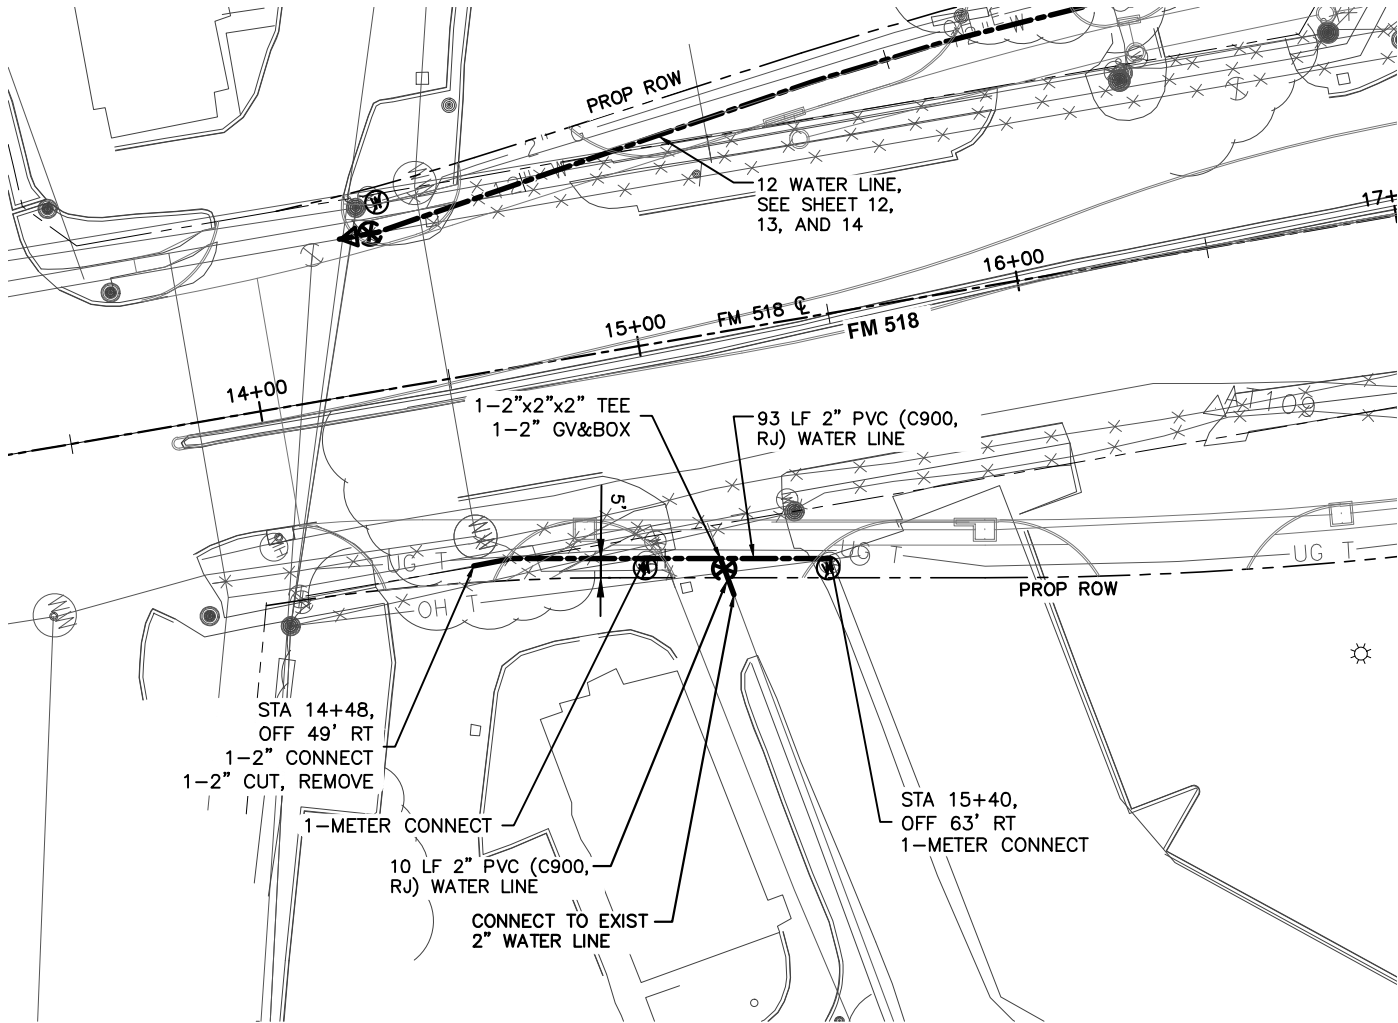 PROP ROW
12 WATER LINE,
SEE SHEET 12,
13, AND 14
17+
16+00
15+00
FM 518 ℄
FM 518
14+00
1-2"x2"x2" TEE
1-2" GV&BOX
93 LF 2" PVC (C900,
RJ) WATER LINE
AT109
5'
UG T
UG T
UG T
OH T
PROP ROW
STA 14+48,
OFF 49' RT
1-2" CONNECT
1-2" CUT, REMOVE
1-METER CONNECT
10 LF 2" PVC (C900,
RJ) WATER LINE
CONNECT TO EXIST
2" WATER LINE
STA 15+40,
OFF 63' RT
1-METER CONNECT